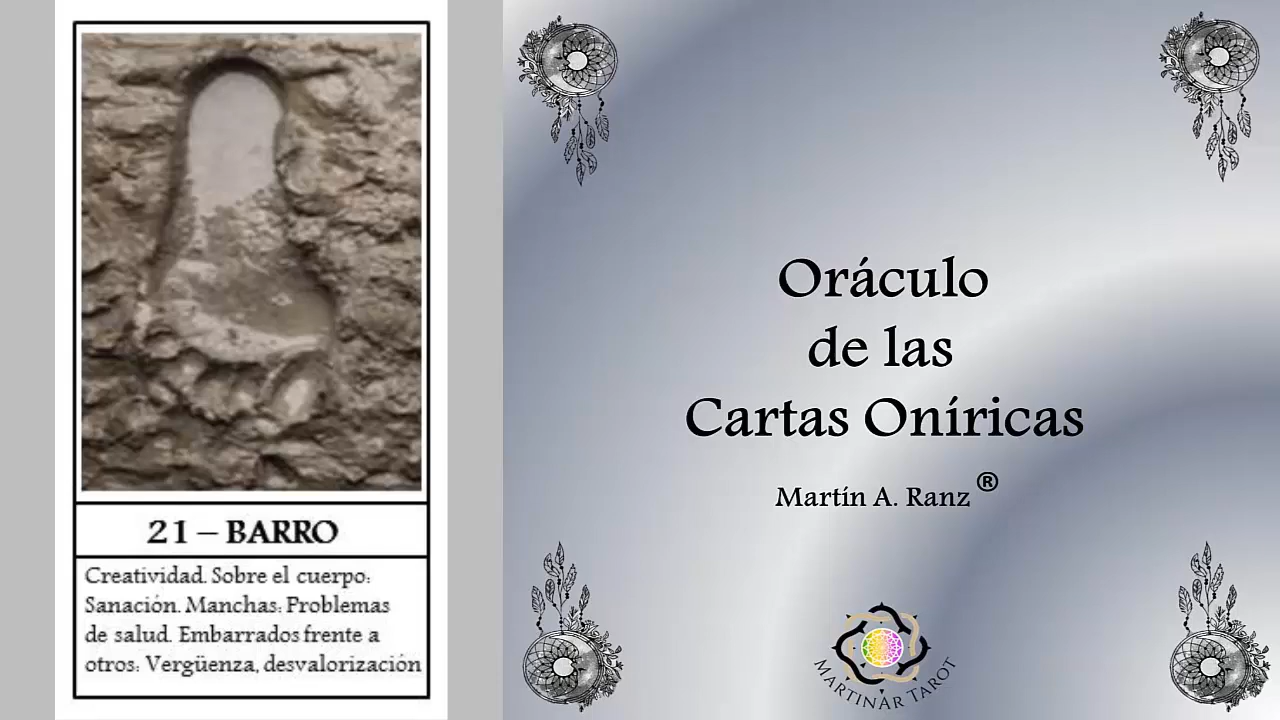 21 – BARRO
Creatividad. Sobre el cuerpo:
Sanación. Manchas: Problemas
de salud. Embarrados frente a
otros: Vergüenza, desvalorización
Oráculo
de las
Cartas Oníricas
Martín A. Ranz ®
MARTINAR TAROT